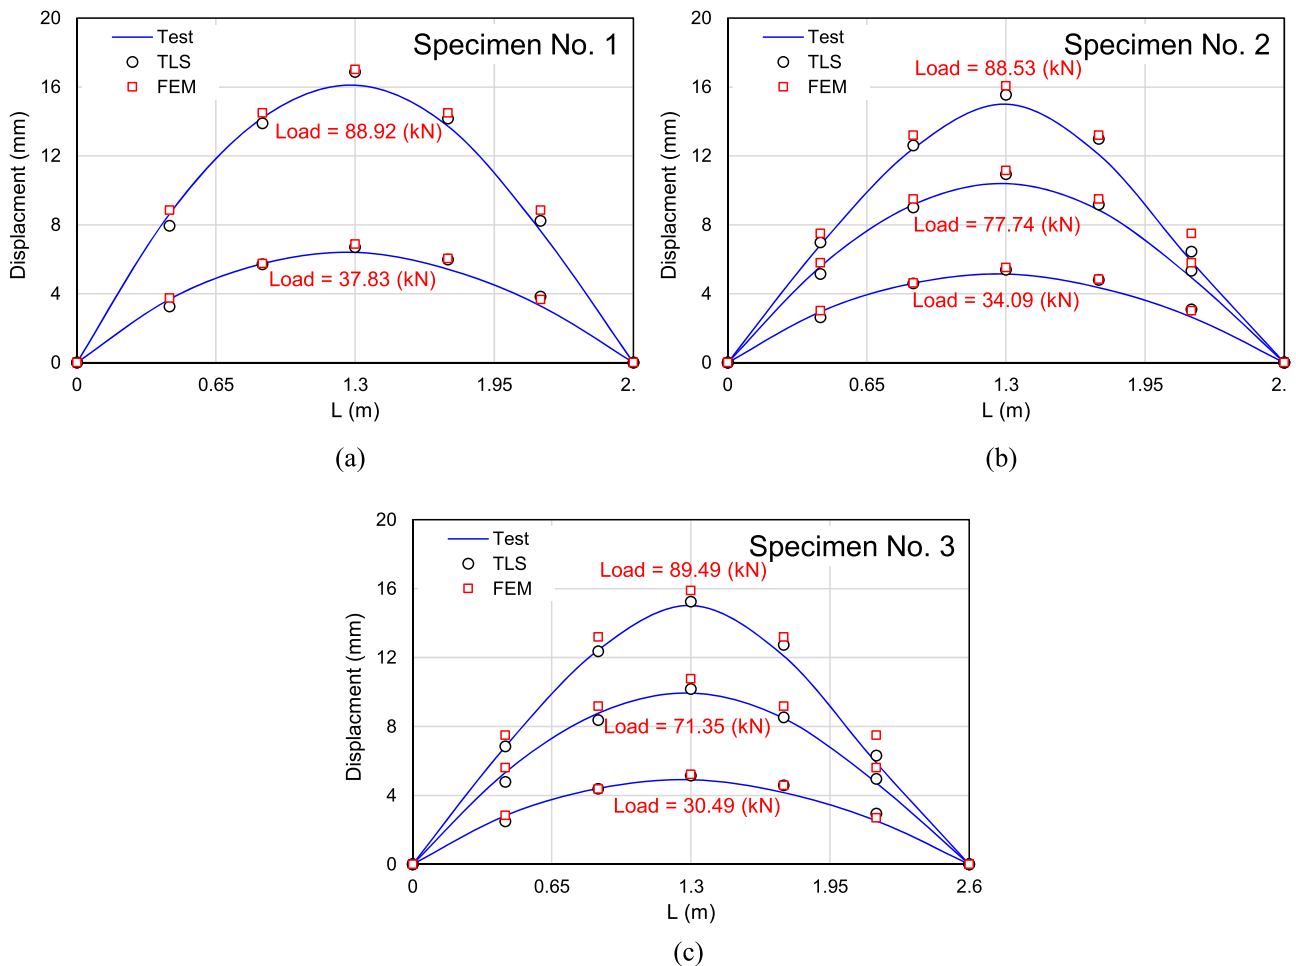 Test
TLS
FEM
Specimen No. 1
Load = 88.92 (kN)
Load = 37.83 (kN)
20
16
12
8
4
0
Displacment (mm)
0 0.65 1.3 1.95 2.
L (m)
(a)
Test
TLS
FEM
Specimen No. 2
Load = 88.53 (kN)
Load = 77.74 (kN)
Load = 34.09 (kN)
20
16
12
8
4
0
Displacment (mm)
0 0.65 1.3 1.95 2.
L (m)
(b)
Test
TLS
FEM
Specimen No. 3
Load = 89.49 (kN)
Load = 71.35 (kN)
Load = 30.49 (kN)
20
16
12
8
4
0
Displacment (mm)
0 0.65 1.3 1.95 2.6
L (m)
(c)